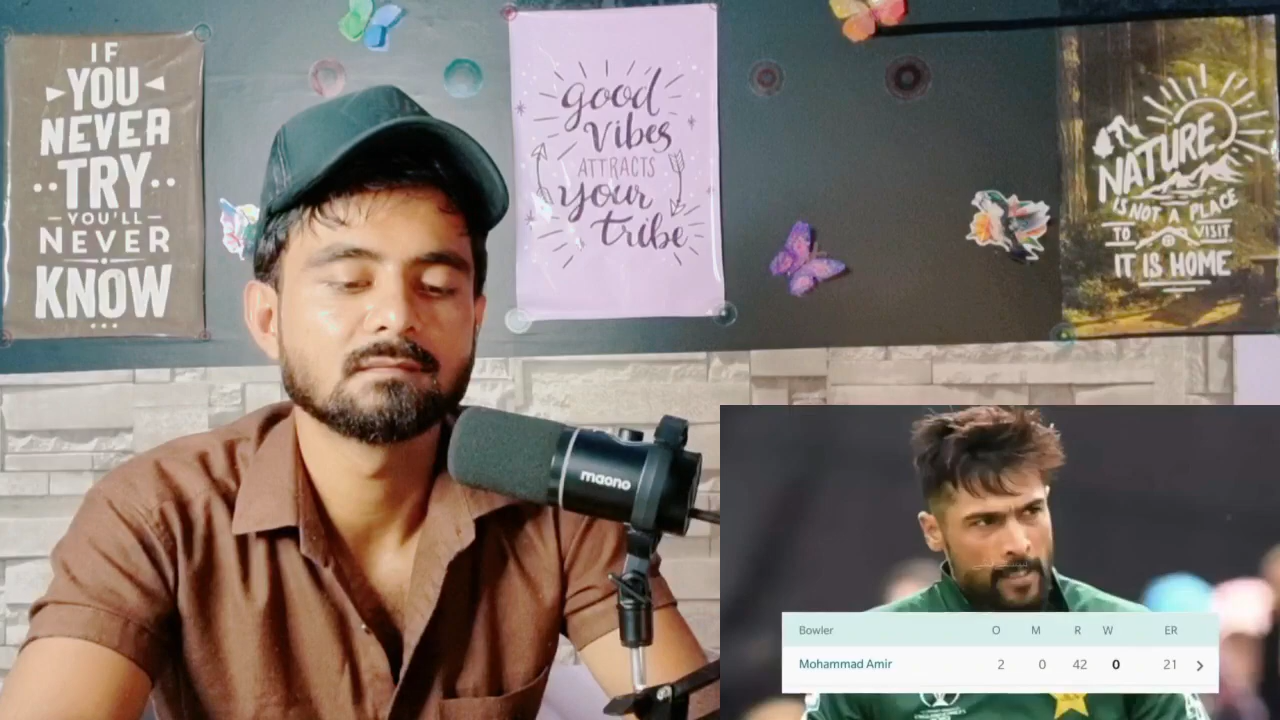 IF
YOU
NEVER
TRY
YOU'LL
NEVER
KNOW
good
Vibes
ATTRACTS
your
tribe
NATURE
IS NOT A PLACE
TO VISIT
IT IS HOME
maono
Bowler O M R W ER
Mohammad Amir 2 0 42 0 21